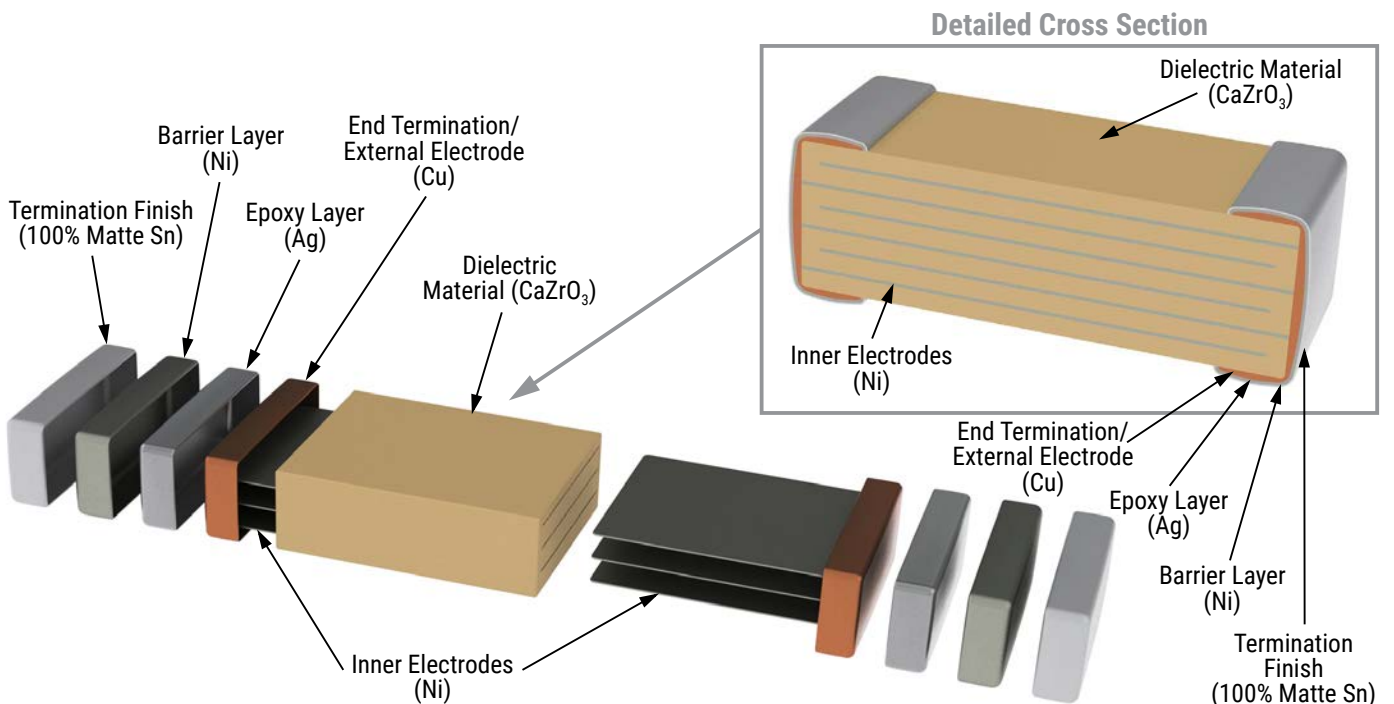 Detailed Cross Section
Dielectric Material
(CaZrO₃)
End Termination/
External Electrode
(Cu)
Barrier Layer
(Ni)
Termination Finish
(100% Matte Sn)
Epoxy Layer
(Ag)
Dielectric
Material (CaZrO₃)
Inner Electrodes
(Ni)
End Termination/
External Electrode
(Cu)
Epoxy Layer
(Ag)
Barrier Layer
(Ni)
Termination
Finish
(100% Matte Sn)
Inner Electrodes
(Ni)